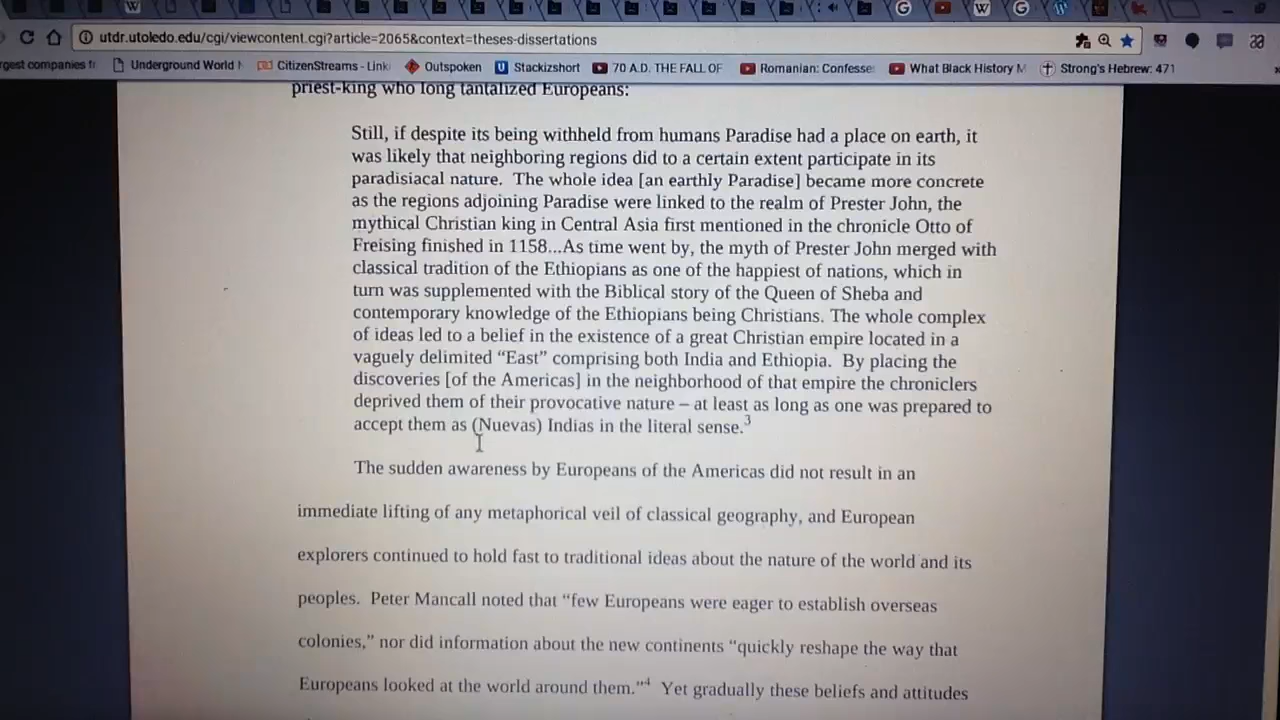 utdr.utoledo.edu/cgi/viewcontent.cgi?article=2065&context=theses-dissertations
rgest companies fr Underground World H CitizenStreams - Link Outspoken Stackizshort 70 A.D. THE FALL OF Romanian: Confesse What Black History M Strong's Hebrew: 471
priest-king who long tantalized Europeans:
Still, if despite its being withheld from humans Paradise had a place on earth, it
was likely that neighboring regions did to a certain extent participate in its
paradisiacal nature. The whole idea [an earthly Paradise] became more concrete
as the regions adjoining Paradise were linked to the realm of Prester John, the
mythical Christian king in Central Asia first mentioned in the chronicle Otto of
Freising finished in 1158...As time went by, the myth of Prester John merged with
classical tradition of the Ethiopians as one of the happiest of nations, which in
turn was supplemented with the Biblical story of the Queen of Sheba and
contemporary knowledge of the Ethiopians being Christians. The whole complex
of ideas led to a belief in the existence of a great Christian empire located in a
vaguely delimited “East” comprising both India and Ethiopia. By placing the
discoveries [of the Americas] in the neighborhood of that empire the chroniclers
deprived them of their provocative nature – at least as long as one was prepared to
accept them as (Nuevas) Indias in the literal sense.3
The sudden awareness by Europeans of the Americas did not result in an
immediate lifting of any metaphorical veil of classical geography, and European
explorers continued to hold fast to traditional ideas about the nature of the world and its
peoples. Peter Mancall noted that “few Europeans were eager to establish overseas
colonies,” nor did information about the new continents “quickly reshape the way that
Europeans looked at the world around them.”4 Yet gradually these beliefs and attitudes